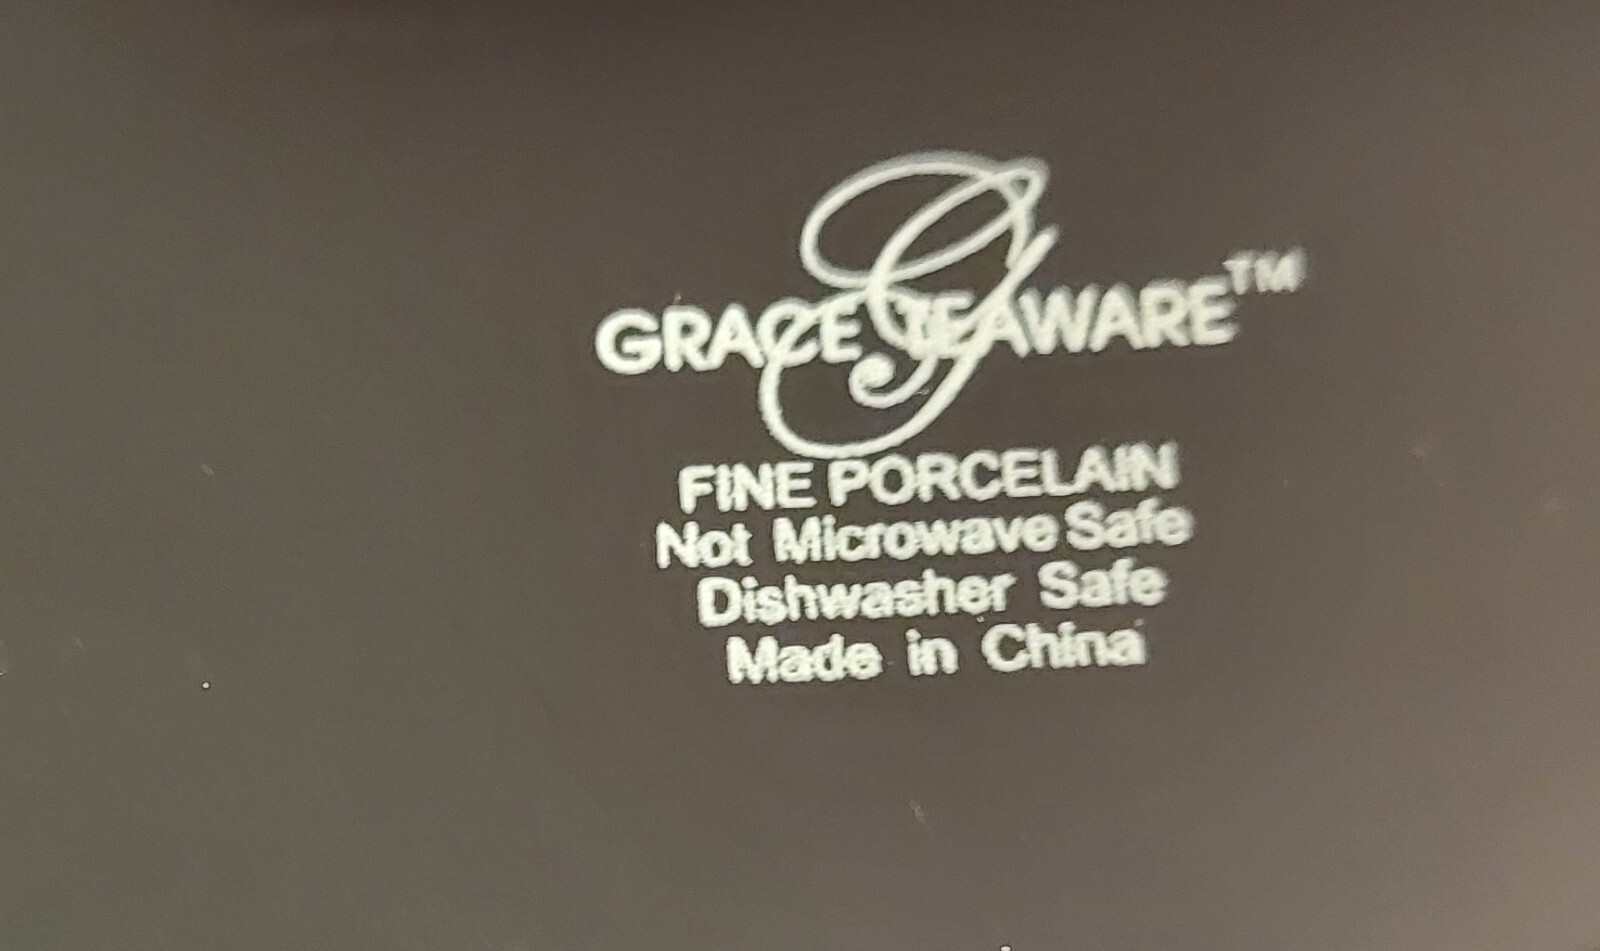 G
GRACE TEAWARE™
FINE PORCELAIN
Not Microwave Safe
Dishwasher Safe
Made in China